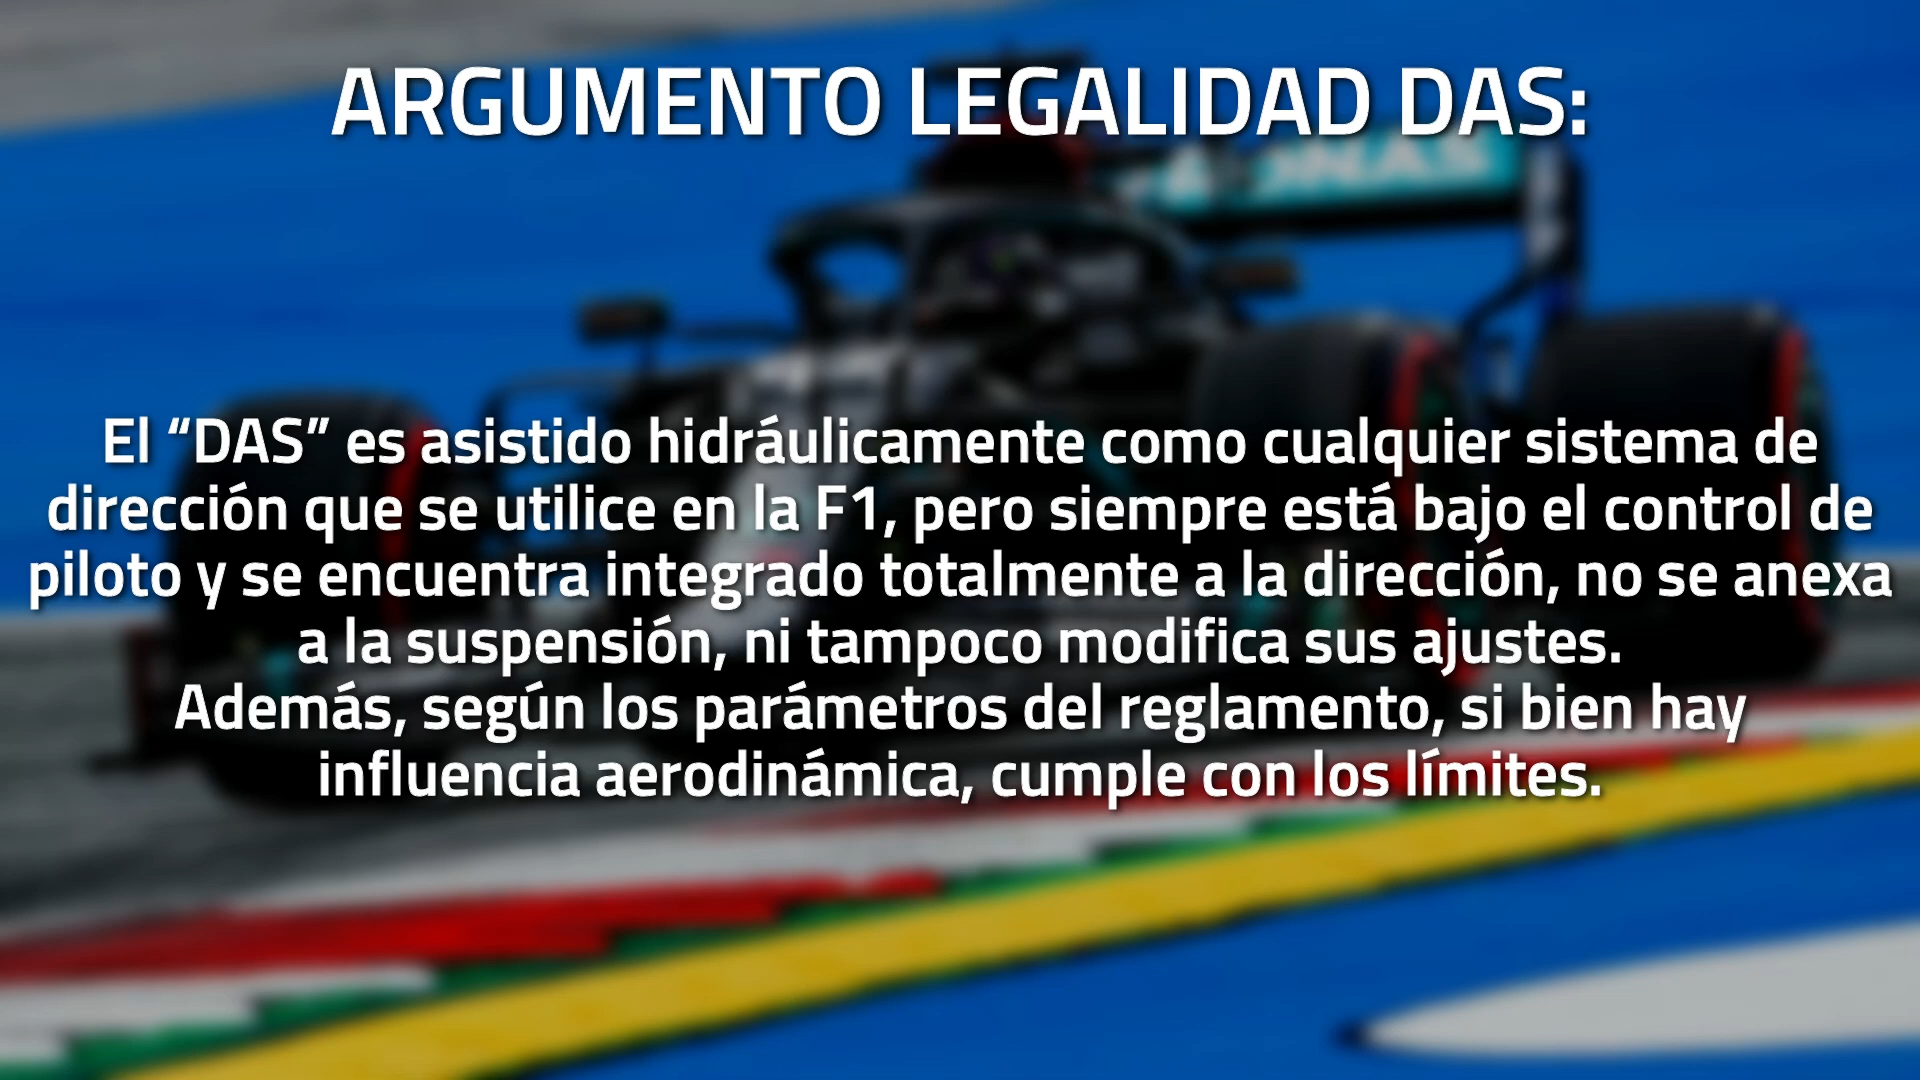 ARGUMENTO LEGALIDAD DAS:
El “DAS” es asistido hidráulicamente como cualquier sistema de
dirección que se utilice en la F1, pero siempre está bajo el control de
piloto y se encuentra integrado totalmente a la dirección, no se anexa
a la suspensión, ni tampoco modifica sus ajustes.
Además, según los parámetros del reglamento, si bien hay
influencia aerodinámica, cumple con los límites.